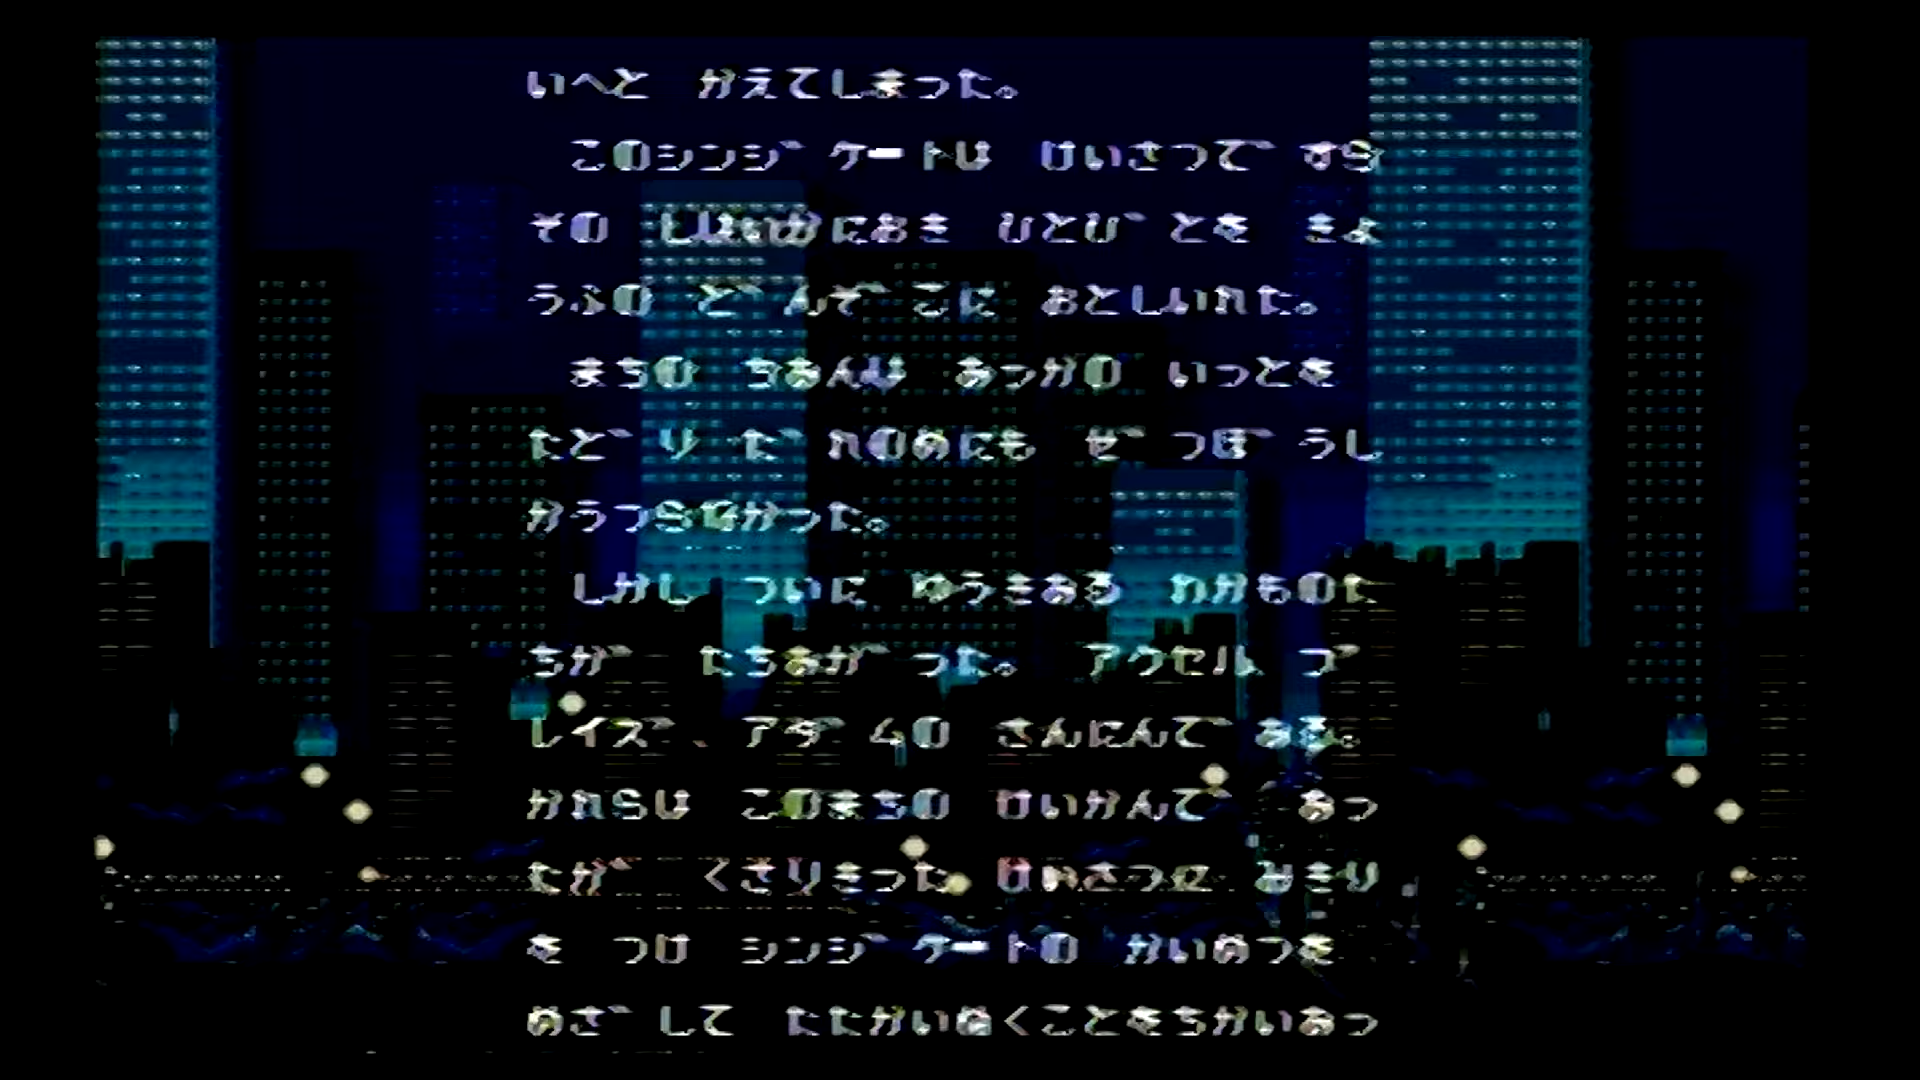 いへと かえてしまった。
このシンジケートは けいさつですら
その しはいかにおき ひとびとを きょ
うふの どんぞこに おとしいれた。
まちの ちあんは あっかの いっとを
たどり だれのめにも ぜつぼうし
かうつらなかった。
しかし ついに ゆうきある わかものた
ちが たちあがった。 アクセル ブ
レイズ、アダムの さんにんである。
かれらは このまちの けいかんで あっ
たが くさりきった けいさつに みきり
を つけ シンジケートの かいめつを
めざして たたかいぬくことをちかいあっ